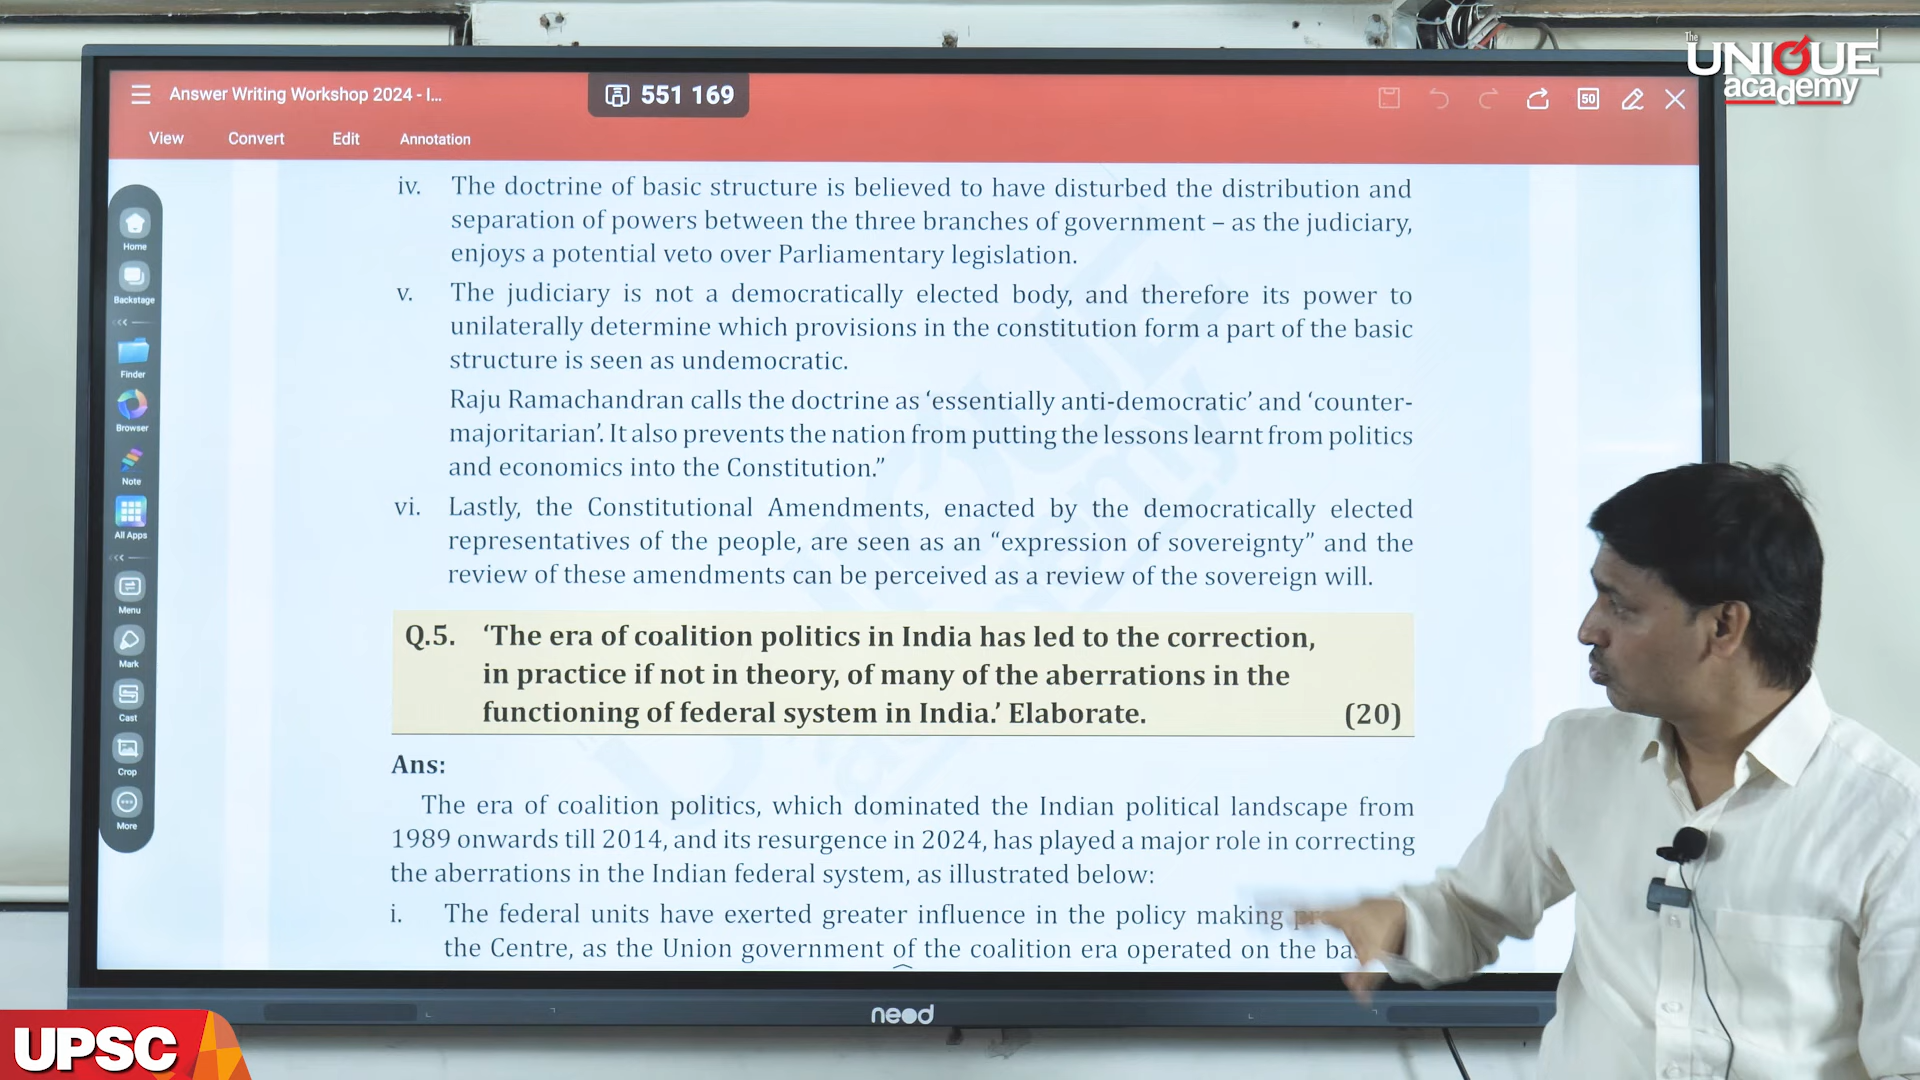 The
UNIQUE
academy
Answer Writing Workshop 2024 - I...
551 169
50
View Convert Edit Annotation
Home
Backstage
Finder
Browser
Note
All Apps
Menu
Mark
Cast
Crop
More
iv. The doctrine of basic structure is believed to have disturbed the distribution and
separation of powers between the three branches of government – as the judiciary,
enjoys a potential veto over Parliamentary legislation.
v. The judiciary is not a democratically elected body, and therefore its power to
unilaterally determine which provisions in the constitution form a part of the basic
structure is seen as undemocratic.
Raju Ramachandran calls the doctrine as ‘essentially anti-democratic’ and ‘counter-
majoritarian’. It also prevents the nation from putting the lessons learnt from politics
and economics into the Constitution.”
vi. Lastly, the Constitutional Amendments, enacted by the democratically elected
representatives of the people, are seen as an “expression of sovereignty” and the
review of these amendments can be perceived as a review of the sovereign will.
Q.5. ‘The era of coalition politics in India has led to the correction,
in practice if not in theory, of many of the aberrations in the
functioning of federal system in India.’ Elaborate. (20)
Ans:
The era of coalition politics, which dominated the Indian political landscape from
1989 onwards till 2014, and its resurgence in 2024, has played a major role in correcting
the aberrations in the Indian federal system, as illustrated below:
i. The federal units have exerted greater influence in the policy making
the Centre, as the Union government of the coalition era operated on the
neod
UPSC